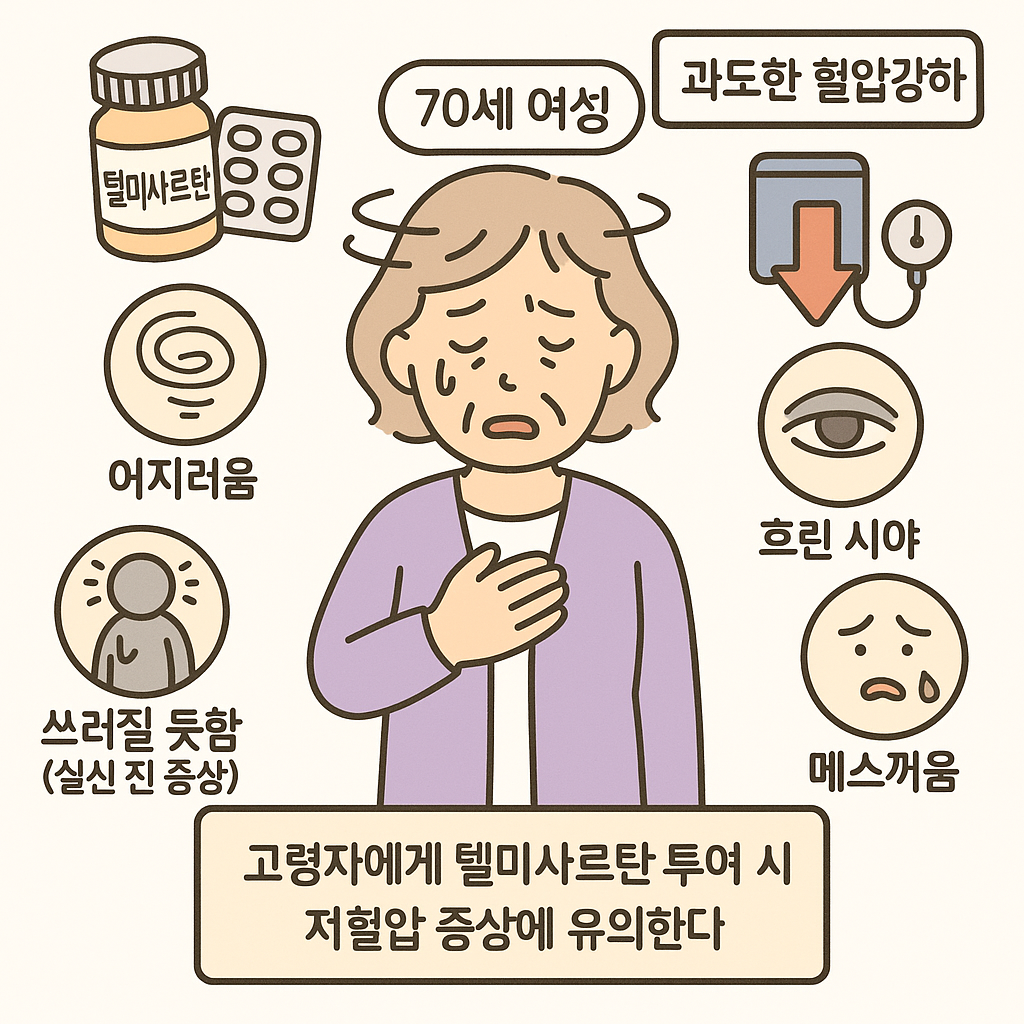 70세 여성
과도한 혈압강하
털미사르탄
어지러움
흐린 시야
쓰러질 듯함
(실신 진 증상)
메스꺼움
고령자에게 텔미사르탄 투여 시
저혈압 증상에 유의한다